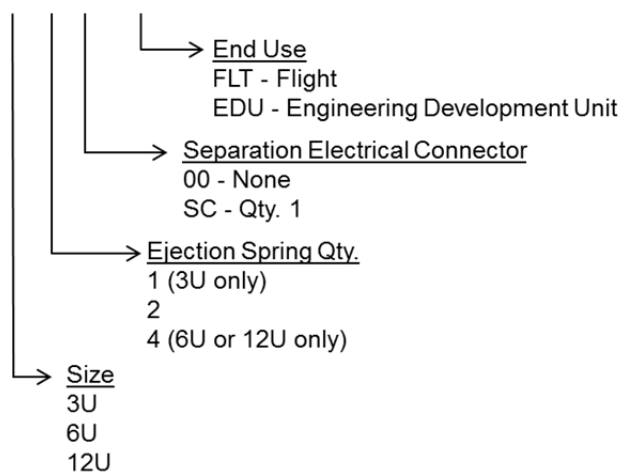 End Use
FLT - Flight
EDU - Engineering Development Unit
Separation Electrical Connector
00 - None
SC - Qty. 1
Ejection Spring Qty.
1 (3U only)
2
4 (6U or 12U only)
Size
3U
6U
12U